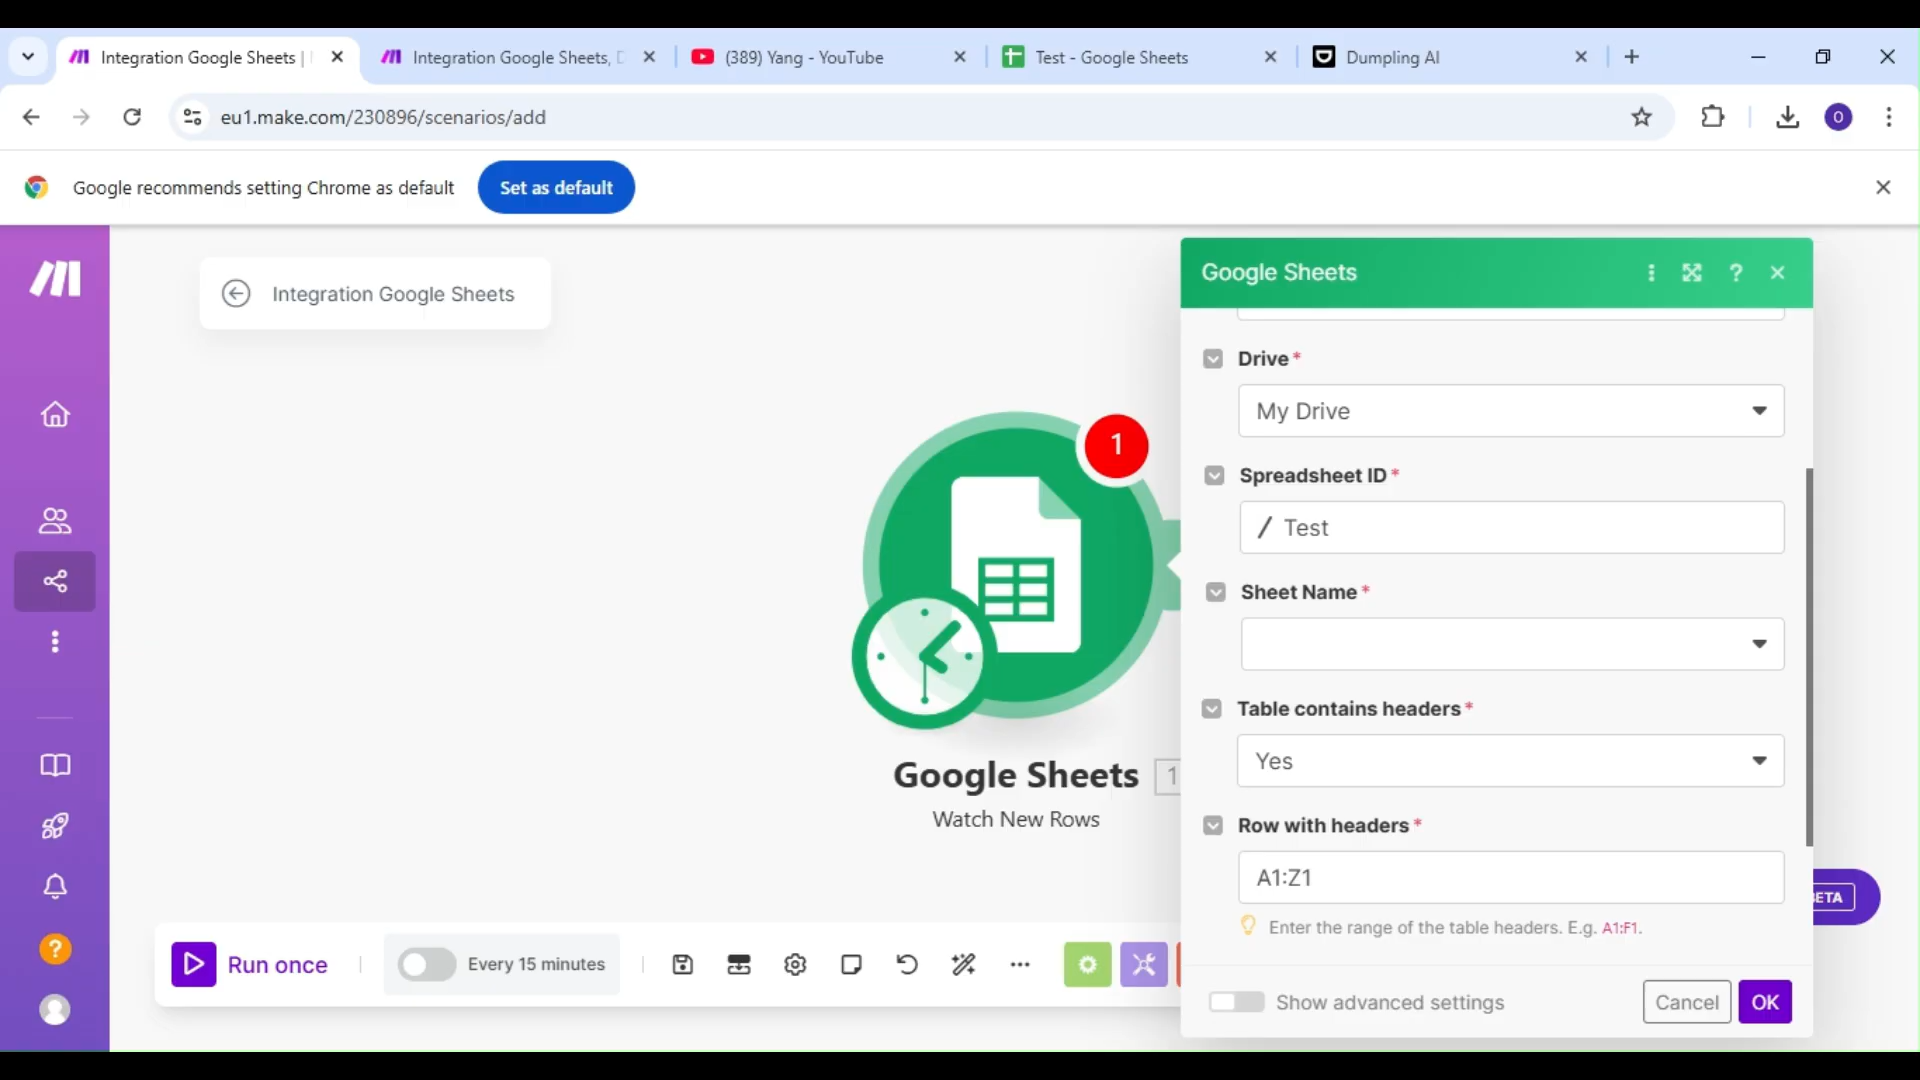 Integration Google Sheets |
Integration Google Sheets, D
(389) Yang - YouTube
Test - Google Sheets
Dumpling AI
eu1.make.com/230896/scenarios/add
O
Google recommends setting Chrome as default
Set as default
Integration Google Sheets
Google Sheets
?
Drive*
My Drive
Spreadsheet ID*
/ Test
Sheet Name*
Table contains headers*
Yes
Row with headers*
A1:Z1
Enter the range of the table headers. E.g. A1:F1.
Show advanced settings
Cancel
OK
1
Google Sheets 1
Watch New Rows
BETA
?
Run once
Every 15 minutes